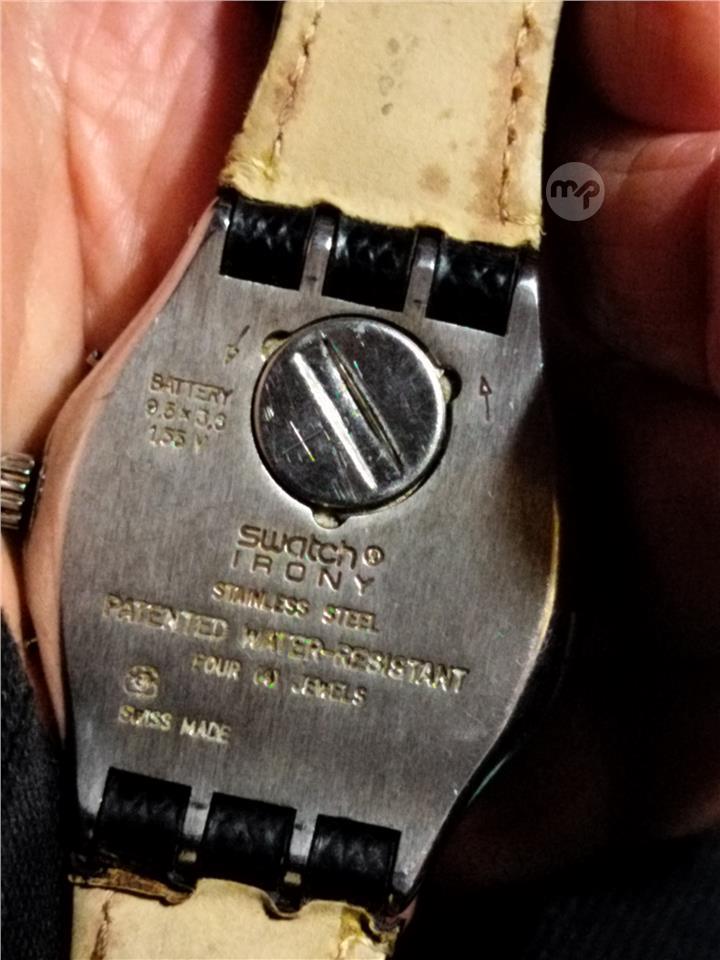 mp
BATTERY
9,5 × 3,6
1,55 V
swatch®
IRONY
STAINLESS STEEL
PATENTED WATER-RESISTANT
FOUR (4) JEWELS
SWISS MADE